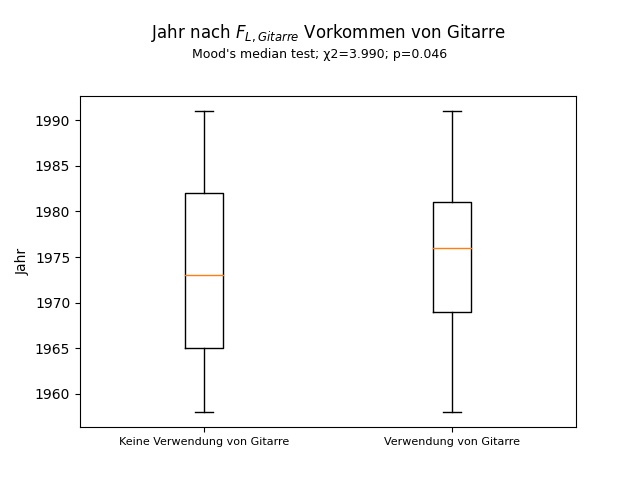 Jahr nach F_{L, Gitarre} Vorkommen von Gitarre
Mood's median test; χ2=3.990; p=0.046
1990
1985
1980
1975
1970
1965
1960
Jahr
Keine Verwendung von Gitarre
Verwendung von Gitarre